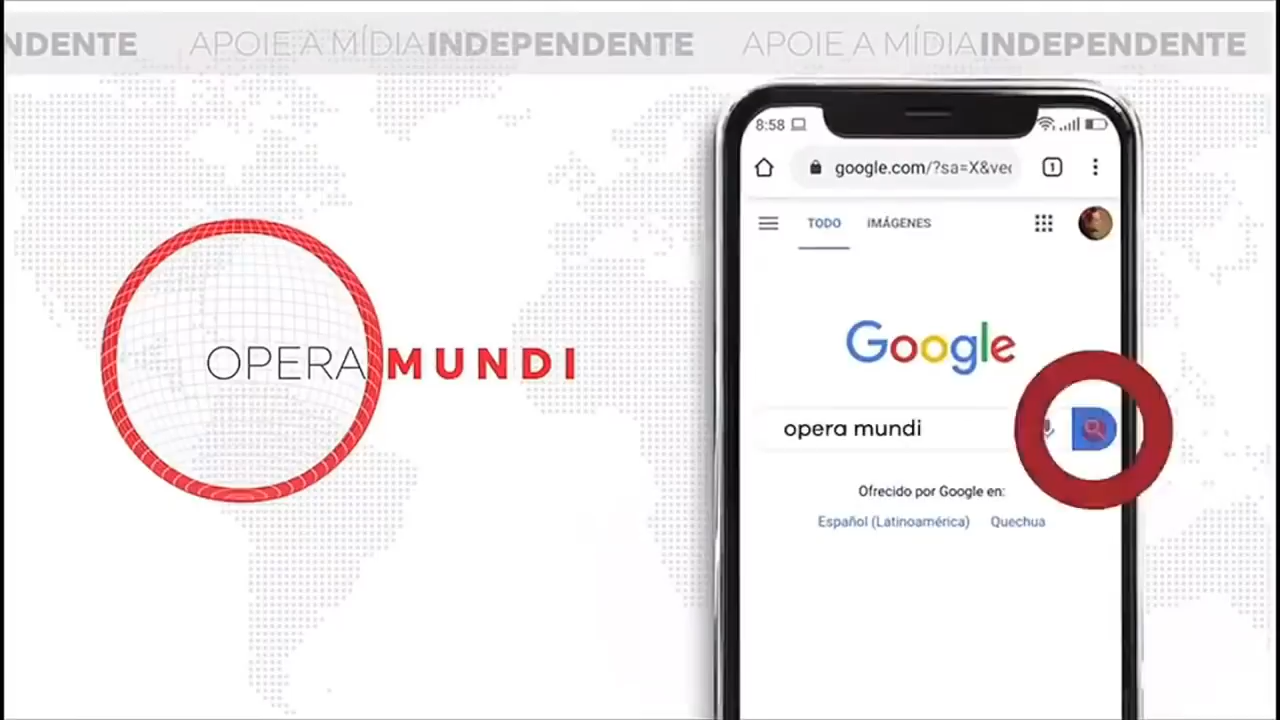 NDENTE APOIE A MÍDIA INDEPENDENTE APOIE A MÍDIA INDEPENDENTE
OPERA MUNDI
8:58
google.com/?sa=X&vec
1
TODO IMÁGENES
Google
opera mundi
Ofrecido por Google en:
Español (Latinoamérica) Quechua